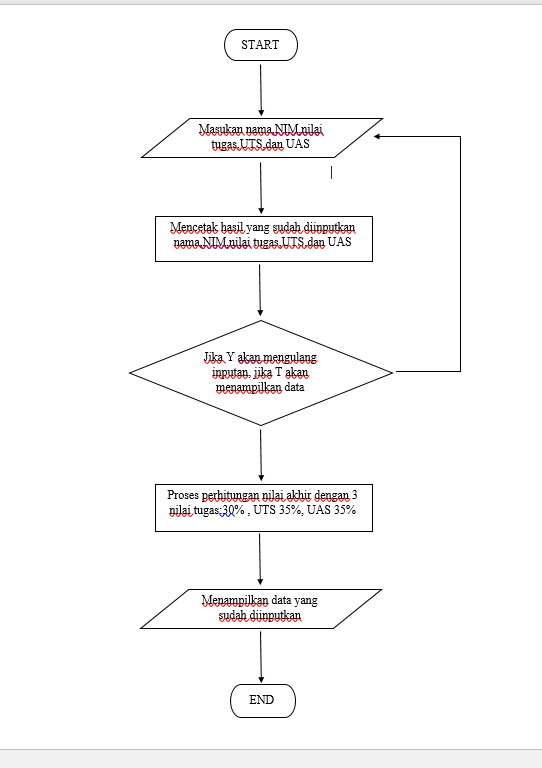 START
Masukan nama,NIM,nilai
tugas,UTS,dan UAS
Mencetak hasil yang sudah diinputkan
nama,NIM,nilai tugas,UTS,dan UAS
Jika Y akan mengulang
inputan, jika T akan
menampilkan data
Proses perhitungan nilai akhir dengan 3
nilai tugas;30% , UTS 35%, UAS 35%
Menampilkan data yang
sudah diinputkan
END